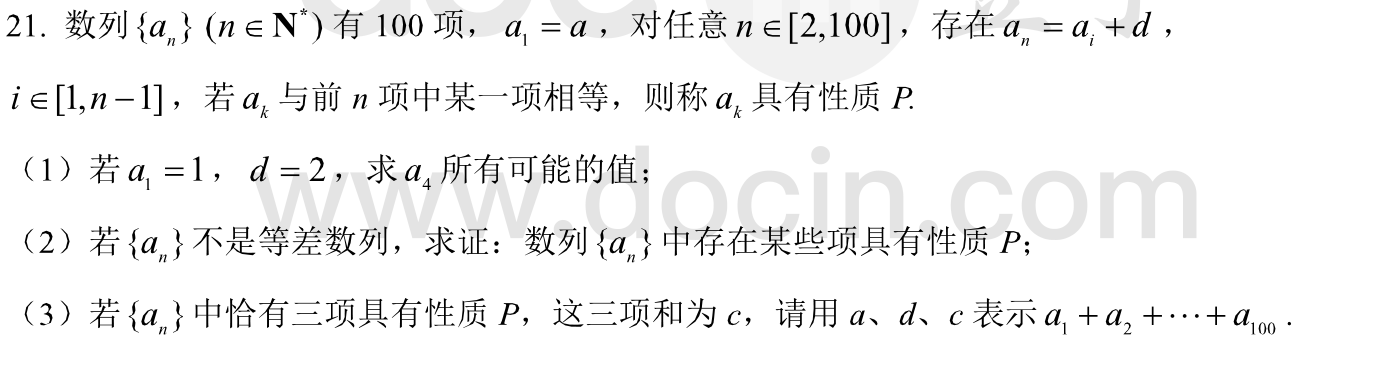 21. 数列{aₙ} (n∈N*) 有 100 项，a₁=a，对任意 n∈[2,100]，存在 aₙ=aᵢ+d，
i∈[1,n−1]，若 aₖ 与前 n 项中某一项相等，则称 aₖ 具有性质 P.
（1）若 a₁=1，d=2，求 a₄ 所有可能的值；
（2）若{aₙ}不是等差数列，求证：数列{aₙ}中存在某些项具有性质 P；
（3）若{aₙ}中恰有三项具有性质 P，这三项和为 c，请用 a、d、c 表示 a₁+a₂+⋯+a₁₀₀ .
www.docin.com